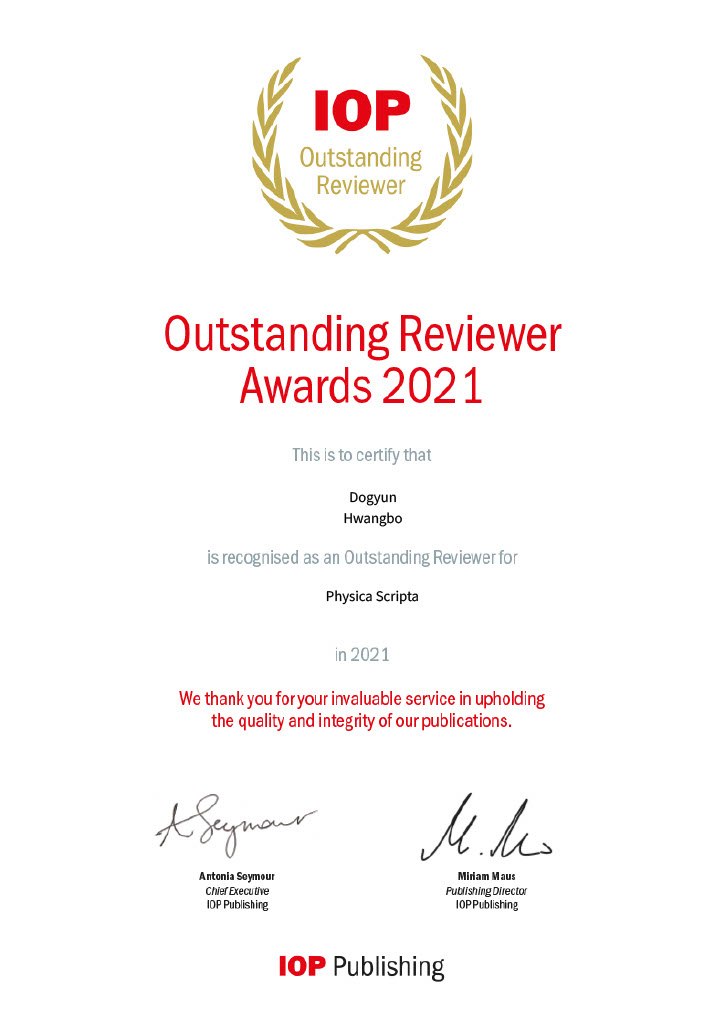 IOP
Outstanding
Reviewer
Outstanding Reviewer
Awards 2021
This is to certify that
Dogyun
Hwangbo
is recognised as an Outstanding Reviewer for
Physica Scripta
in 2021
We thank you for your invaluable service in upholding
the quality and integrity of our publications.
A Seymour
M. Maus
Antonia Seymour
Chief Executive
IOP Publishing
Miriam Maus
Publishing Director
IOP Publishing
IOP Publishing